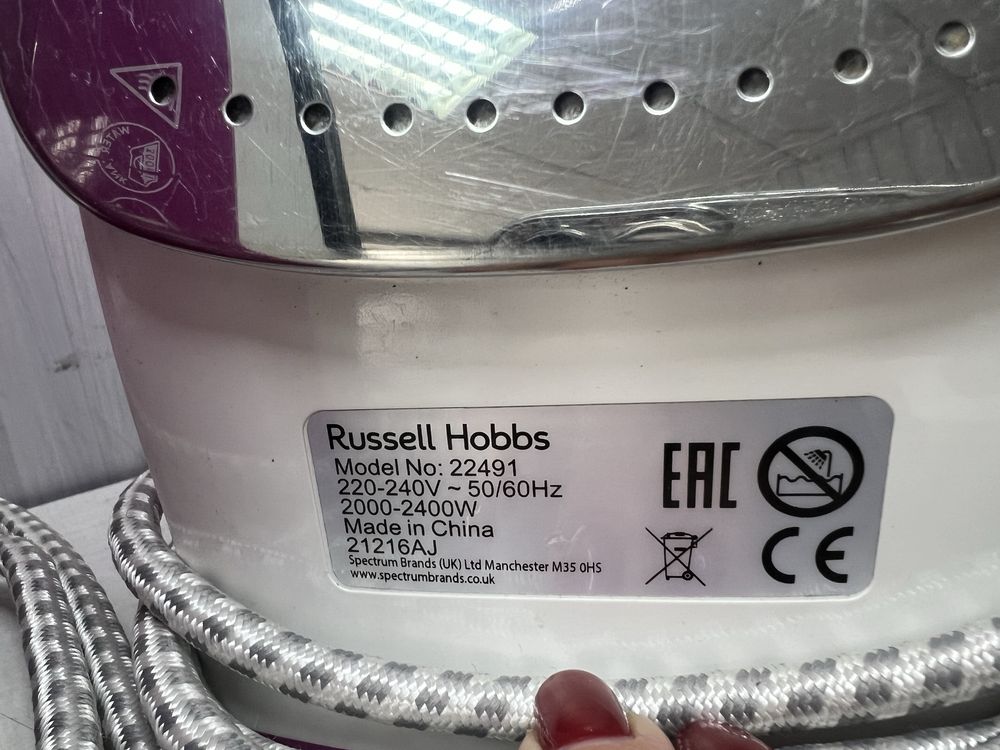 WATER
Russell Hobbs
Model No: 22491
220-240V ~ 50/60Hz
2000-2400W
Made in China
21216AJ
Spectrum Brands (UK) Ltd Manchester M35 0HS
www.spectrumbrands.co.uk
EAC
CE